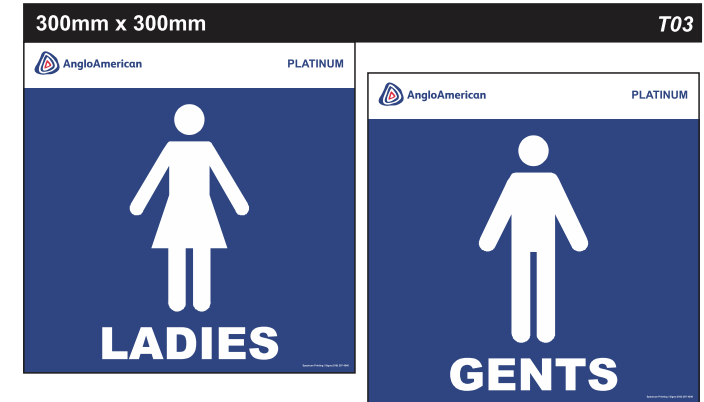 300mm x 300mm
T03
AngloAmerican
PLATINUM
AngloAmerican
PLATINUM
LADIES
GENTS